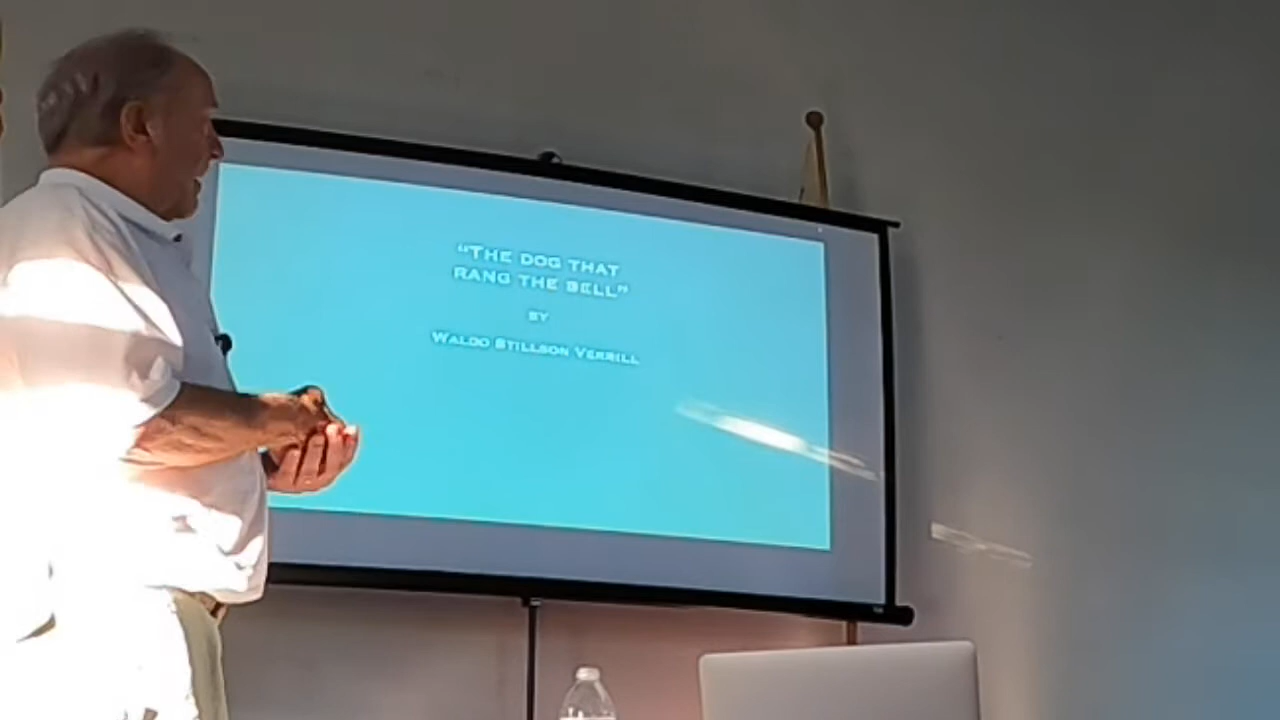 “THE DOG THAT
RANG THE BELL”
BY
WALDO STILLSON VERRILL